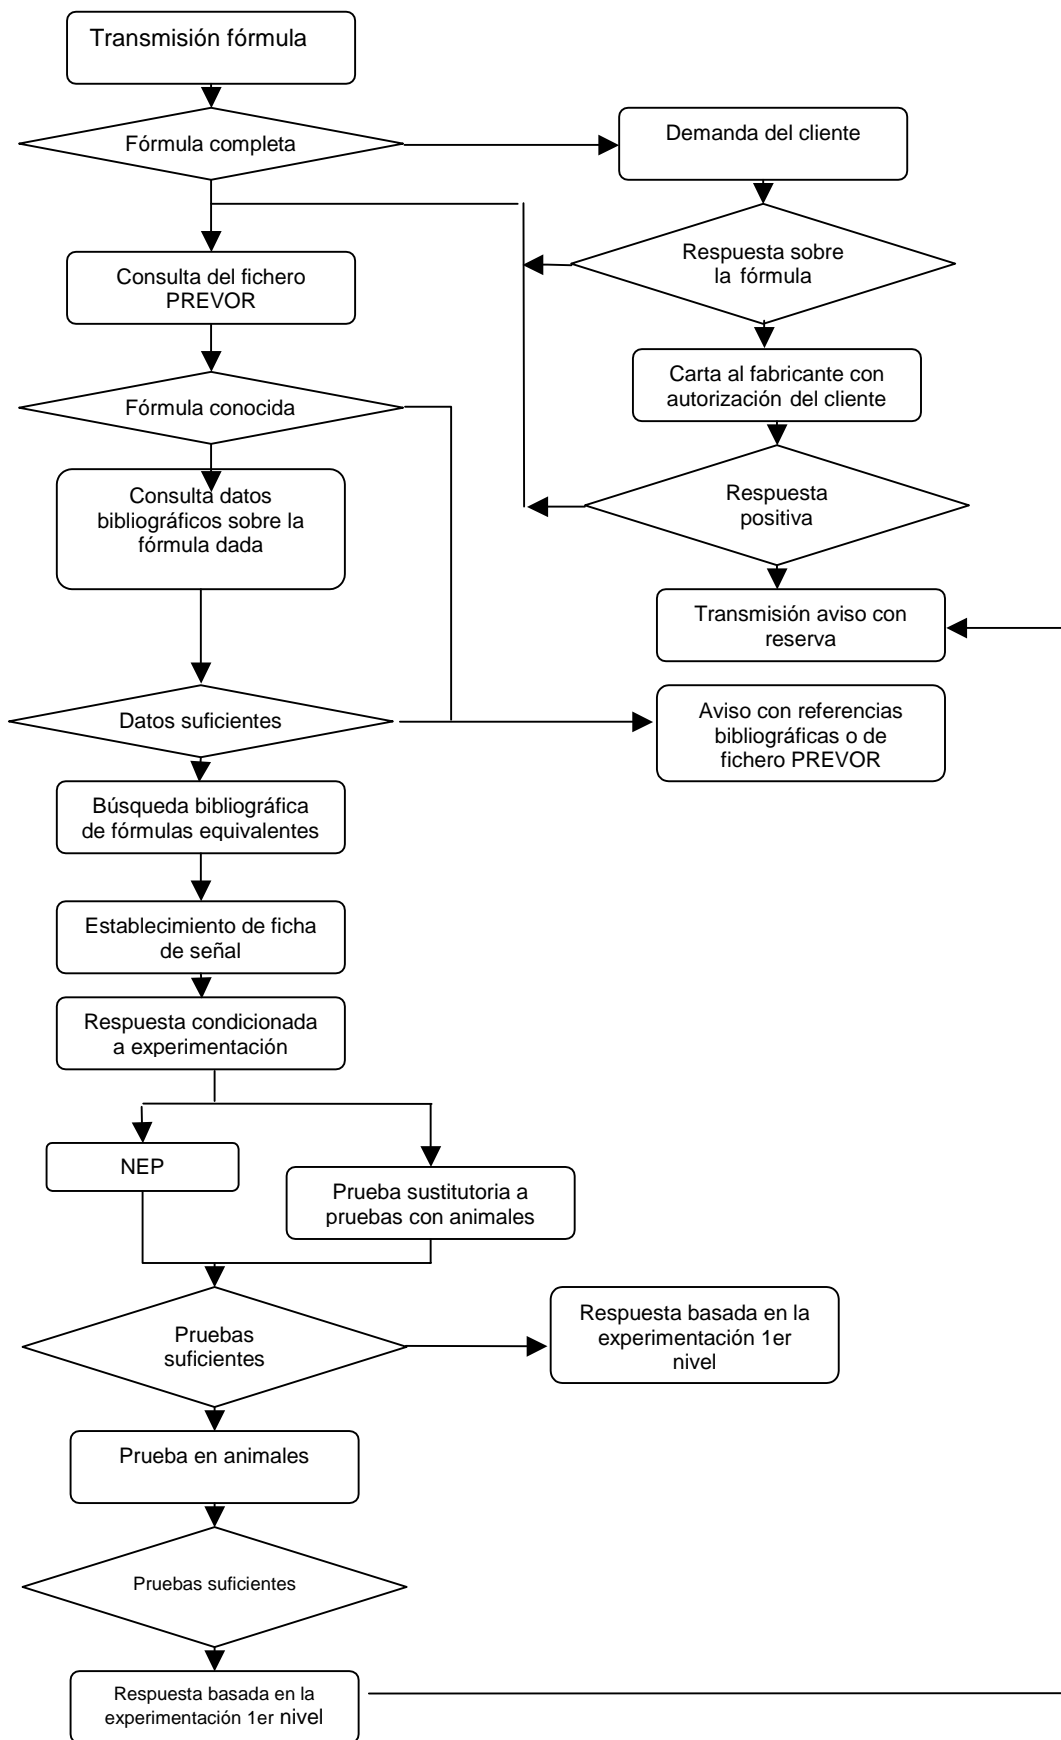 Transmisión fórmula
Fórmula completa
Demanda del cliente
Respuesta sobre
la fórmula
Consulta del fichero
PREVOR
Carta al fabricante con
autorización del cliente
Fórmula conocida
Consulta datos
bibliográficos sobre la
fórmula dada
Respuesta
positiva
Transmisión aviso con
reserva
Datos suficientes
Aviso con referencias
bibliográficas o de
fichero PREVOR
Búsqueda bibliográfica
de fórmulas equivalentes
Establecimiento de ficha
de señal
Respuesta condicionada
a experimentación
NEP
Prueba sustitutoria a
pruebas con animales
Pruebas
suficientes
Respuesta basada en la
experimentación 1er
nivel
Prueba en animales
Pruebas suficientes
Respuesta basada en la
experimentación 1er nivel